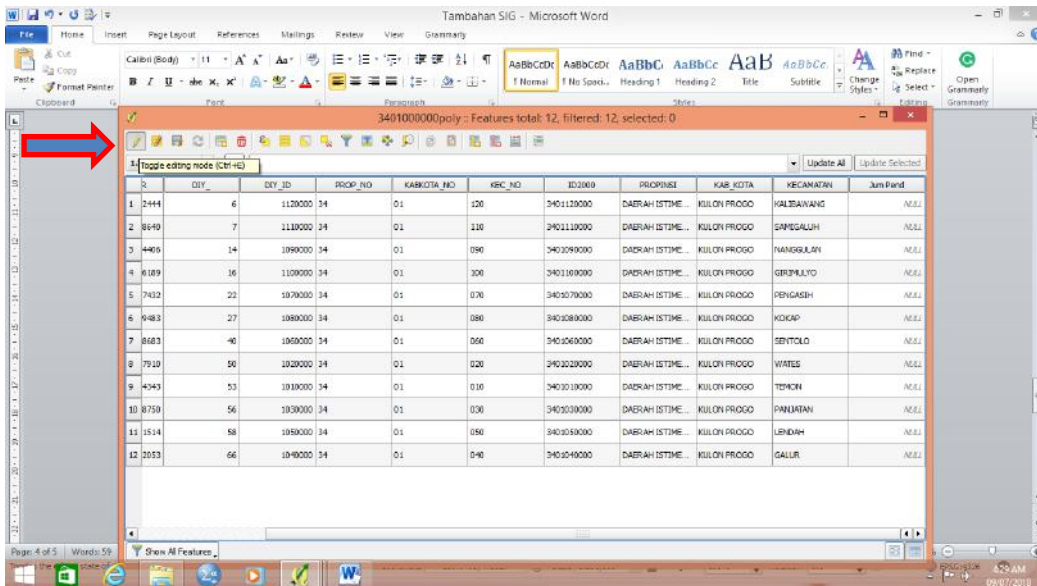 Tambahan SIG - Microsoft Word
File Home Insert Page Layout References Mailings Review View Grammarly
Cut
Copy
Format Painter
Paste
Calibri (Body) 11
AaBbCcDc AaBbCcDc AaBbC AaBbCc AaB AaBbCc.
¶ Normal ¶ No Spaci... Heading 1 Heading 2 Title Subtitle
Change Styles
Find
Replace
Select
Open Grammarly
Clipboard Font Paragraph Styles Editing Grammarly
3401000000poly :: Features total: 12, filtered: 12, selected: 0
Toggle editing mode (Ctrl+E)
Update All Update Selected
DIY_ DIY_ID PROP_NO KABKOTA_NO KEC_NO ID2000 PROPINSI KAB_KOTA KECAMATAN Jum Pend
1 2444 6 1120000 34 01 120 3401120000 DAERAH ISTIME... KULON PROGO KALIBAWANG NULL
2 8640 7 1110000 34 01 110 3401110000 DAERAH ISTIME... KULON PROGO SAMIGALUH NULL
3 4406 14 1090000 34 01 090 3401090000 DAERAH ISTIME... KULON PROGO NANGGULAN NULL
4 6189 16 1100000 34 01 100 3401100000 DAERAH ISTIME... KULON PROGO GIRIMULYO NULL
5 7432 22 1070000 34 01 070 3401070000 DAERAH ISTIME... KULON PROGO PENGASIH NULL
6 9483 27 1080000 34 01 080 3401080000 DAERAH ISTIME... KULON PROGO KOKAP NULL
7 8683 40 1060000 34 01 060 3401060000 DAERAH ISTIME... KULON PROGO SENTOLO NULL
8 7910 50 1020000 34 01 020 3401020000 DAERAH ISTIME... KULON PROGO WATES NULL
9 4343 53 1010000 34 01 010 3401010000 DAERAH ISTIME... KULON PROGO TEMON NULL
10 8750 56 1030000 34 01 030 3401030000 DAERAH ISTIME... KULON PROGO PANJATAN NULL
11 1514 58 1050000 34 01 050 3401050000 DAERAH ISTIME... KULON PROGO LENDAH NULL
12 2053 66 1040000 34 01 040 3401040000 DAERAH ISTIME... KULON PROGO GALUR NULL
Show All Features
Page: 4 of 5 Words: 59
6:29 AM
09/07/2018